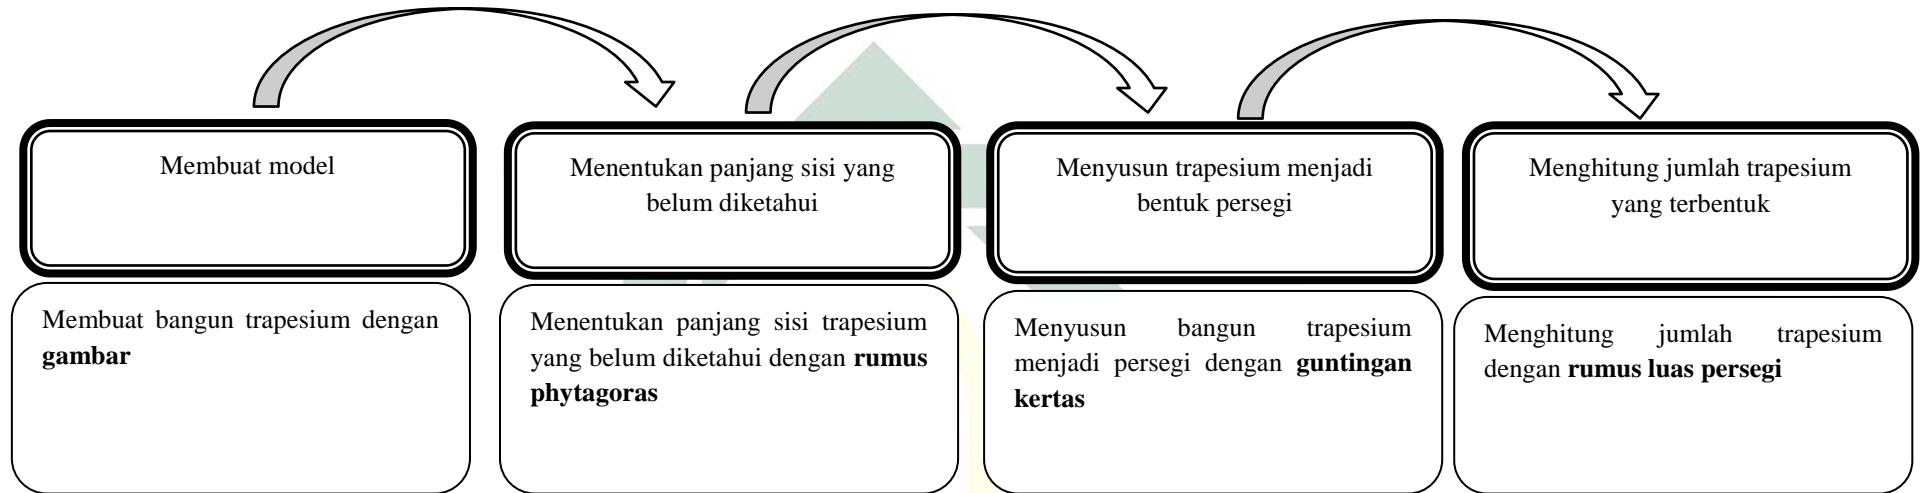 Membuat model
Menentukan panjang sisi yang
belum diketahui
Menyusun trapesium menjadi
bentuk persegi
Menghitung jumlah trapesium
yang terbentuk
Membuat bangun trapesium dengan
gambar
Menentukan panjang sisi trapesium
yang belum diketahui dengan rumus
phytagoras
Menyusun bangun trapesium
menjadi persegi dengan guntingan
kertas
Menghitung jumlah trapesium
dengan rumus luas persegi